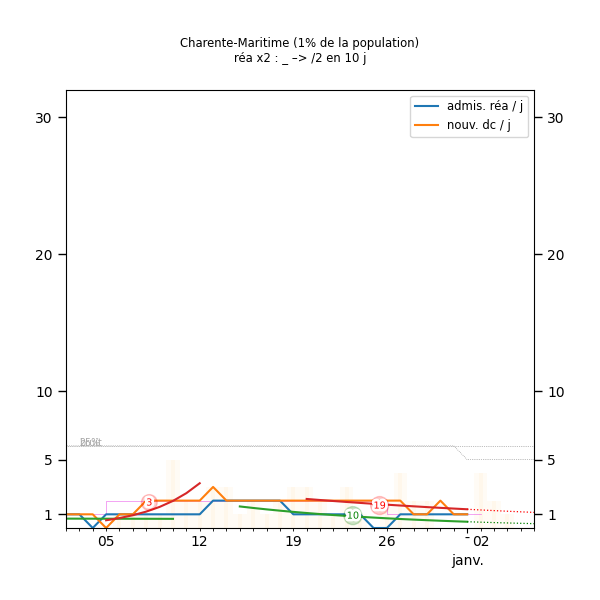 Charente-Maritime (1% de la population)
réa x2 : _ –> /2 en 10 j
admis. réa / j
nouv. dc / j
30 30
20 20
10 10
5 5
1 1
3
19
10
05 12 19 26 - 02
janv.